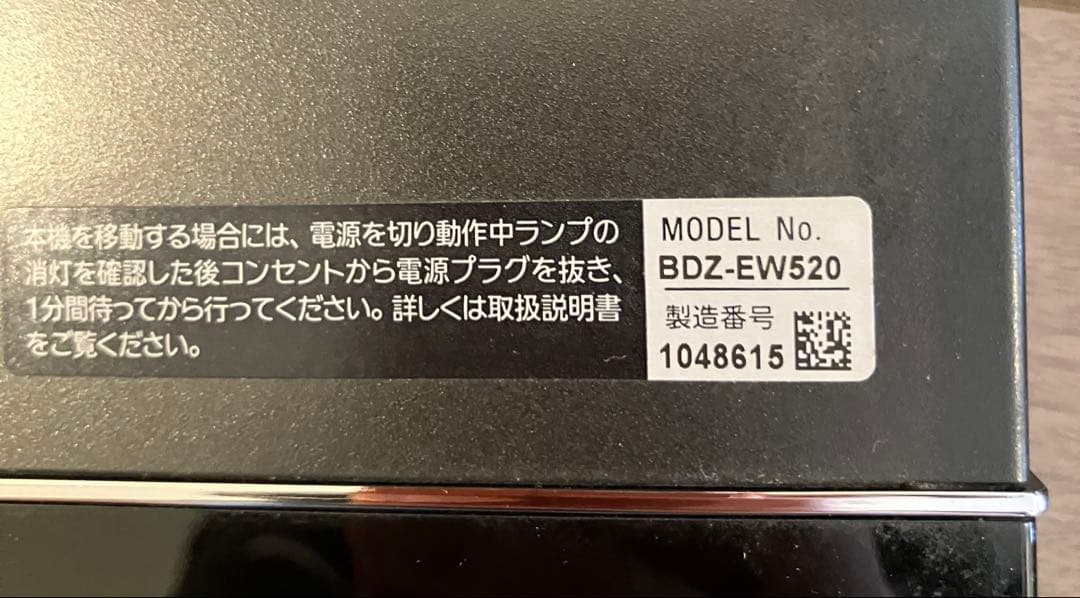 本機を移動する場合には、電源を切り動作中ランプの
消灯を確認した後コンセントから電源プラグを抜き、
1分間待ってから行ってください。詳しくは取扱説明書
をご覧ください。
MODEL No.
BDZ-EW520
製造番号
1048615